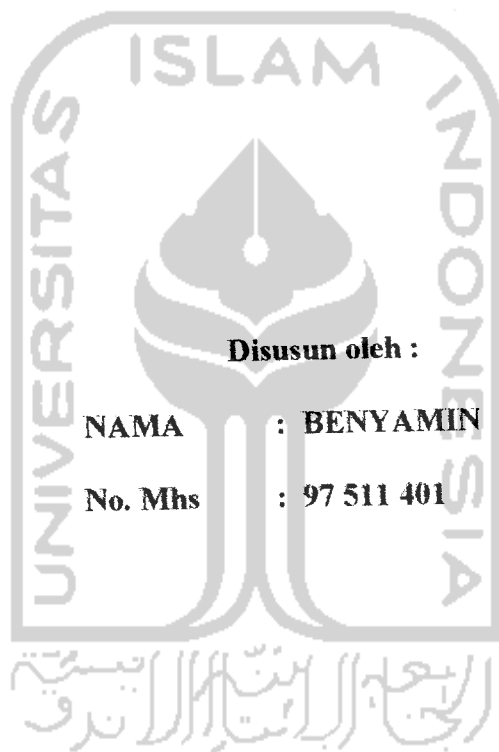 ISLAM
UNIVERSITAS
INDONESIA
Disusun oleh :
NAMA : BENYAMIN
No. Mhs : 97 511 401